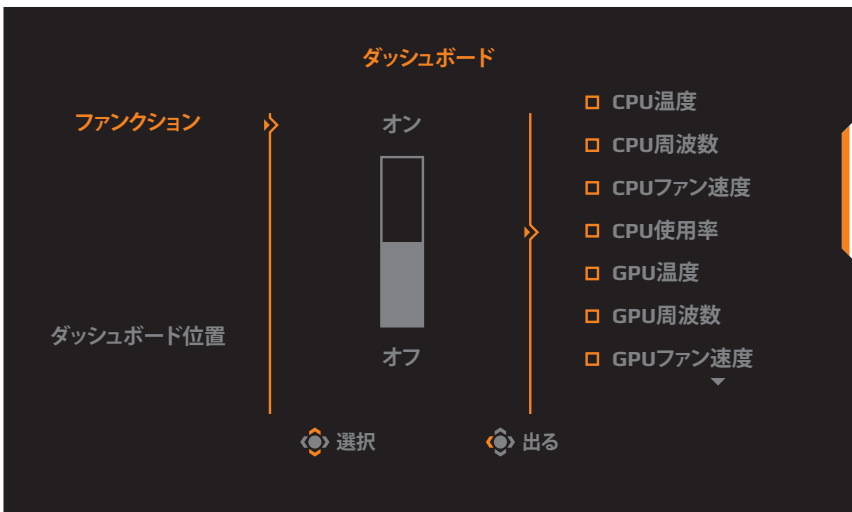 ダッシュボード
ファンクション
ダッシュボード位置
オン
オフ
CPU温度
CPU周波数
CPUファン速度
CPU使用率
GPU温度
GPU周波数
GPUファン速度
選択
出る